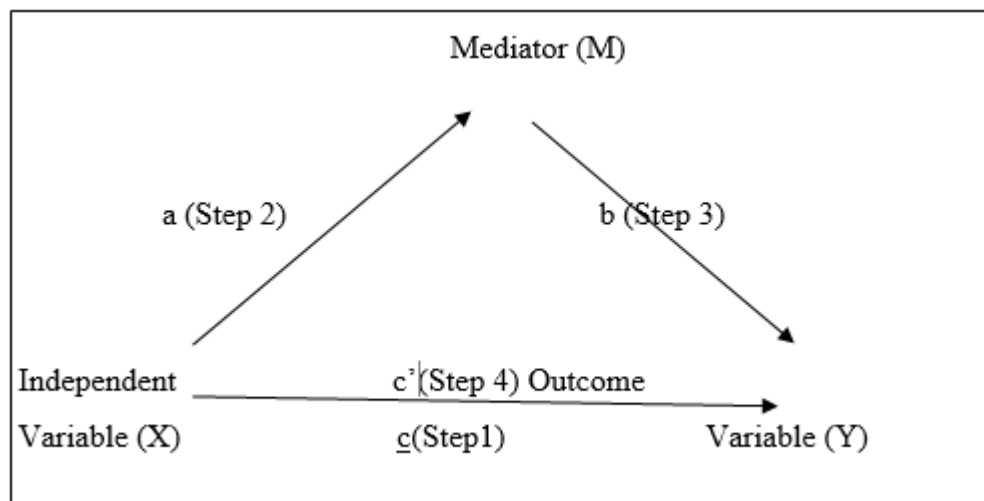 Mediator (M)
a (Step 2)
b (Step 3)
Independent
c’(Step 4) Outcome
Variable (X)
c(Step1)
Variable (Y)